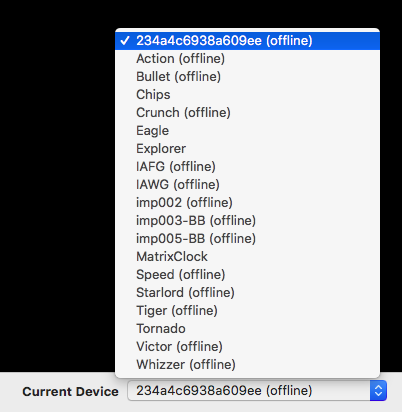 ✓ 234a4c6938a609ee (offline)
Action (offline)
Bullet (offline)
Chips
Crunch (offline)
Eagle
Explorer
IAFG (offline)
IAWG (offline)
imp002 (offline)
imp003-BB (offline)
imp005-BB (offline)
MatrixClock
Speed (offline)
Starlord (offline)
Tiger (offline)
Tornado
Victor (offline)
Whizzer (offline)
Current Device 234a4c6938a609ee (offline)